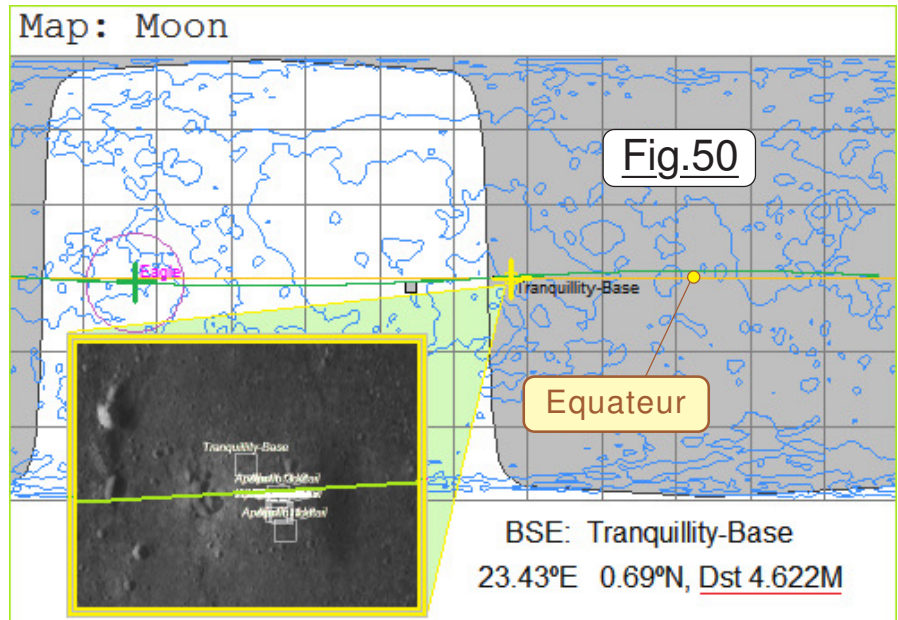 Map: Moon
Fig.50
Eagle
Tranquillity-Base
Equateur
Tranquillity-Base
BSE: Tranquillity-Base
23.43ºE 0.69ºN, Dst 4.622M